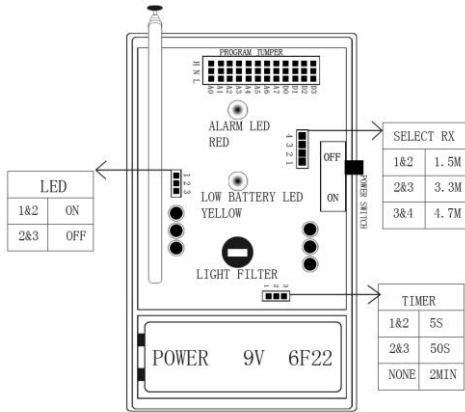 PROGRAM TUMPER
H
N
L
A0 A1 A2 A3 A4 A5 A6 A7 D0 D1 D2 D3
ALARM LED
RED
4 3 2 1
OFF
ON
POWER SWITCH
SELECT RX
1&2 1.5M
2&3 3.3M
3&4 4.7M
LED
1&2 ON
2&3 OFF
1
2
3
LOW BATTERY LED
YELLOW
LIGHT FILTER
1 2 3
TIMER
1&2 5S
2&3 50S
NONE 2MIN
POWER 9V 6F22